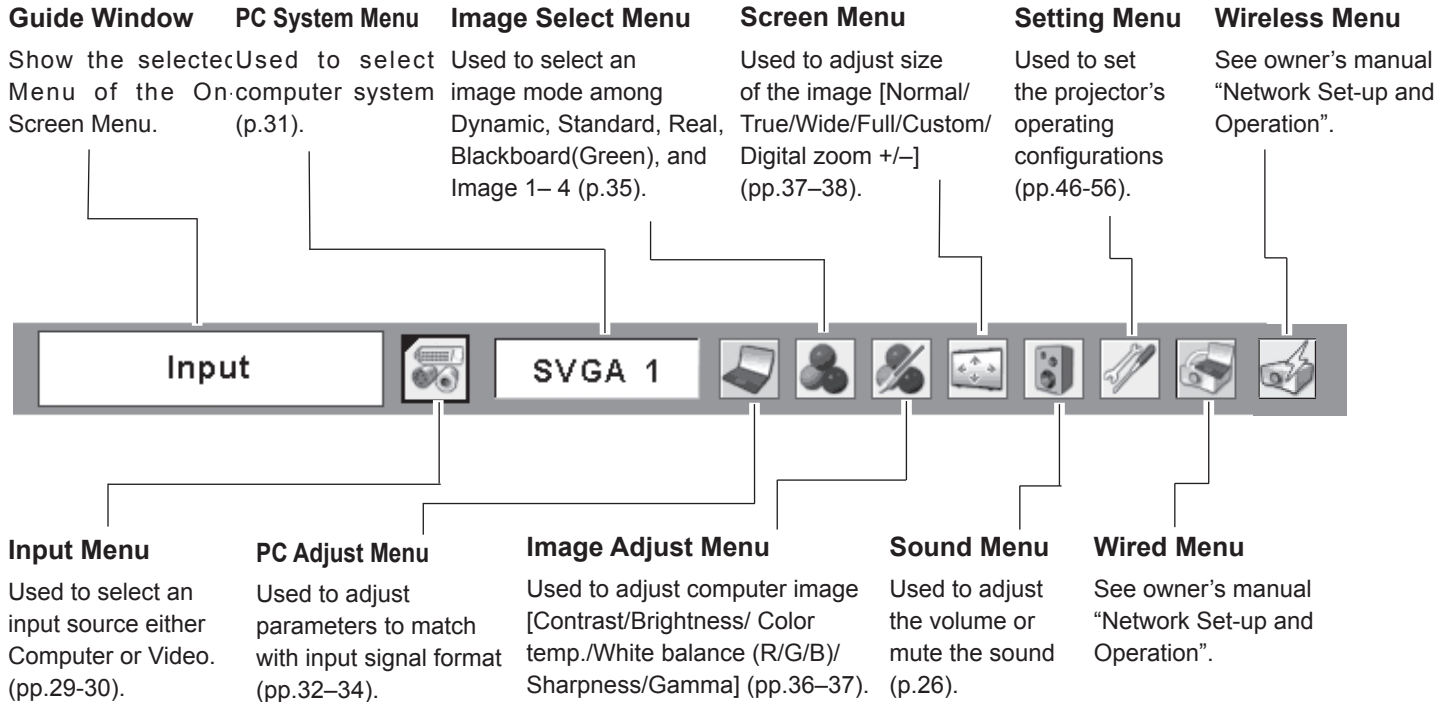 Guide Window
Show the selected
Menu of the On-
Screen Menu.
PC System Menu
Used to select
computer system
(p.31).
Image Select Menu
Used to select an
image mode among
Dynamic, Standard, Real,
Blackboard(Green), and
Image 1– 4 (p.35).
Screen Menu
Used to adjust size
of the image [Normal/
True/Wide/Full/Custom/
Digital zoom +/–]
(pp.37–38).
Setting Menu
Used to set
the projector’s
operating
configurations
(pp.46-56).
Wireless Menu
See owner’s manual
“Network Set-up and
Operation”.
Input
SVGA 1
Input Menu
Used to select an
input source either
Computer or Video.
(pp.29-30).
PC Adjust Menu
Used to adjust
parameters to match
with input signal format
(pp.32–34).
Image Adjust Menu
Used to adjust computer image
[Contrast/Brightness/ Color
temp./White balance (R/G/B)/
Sharpness/Gamma] (pp.36–37).
Sound Menu
Used to adjust
the volume or
mute the sound
(p.26).
Wired Menu
See owner’s manual
“Network Set-up and
Operation”.